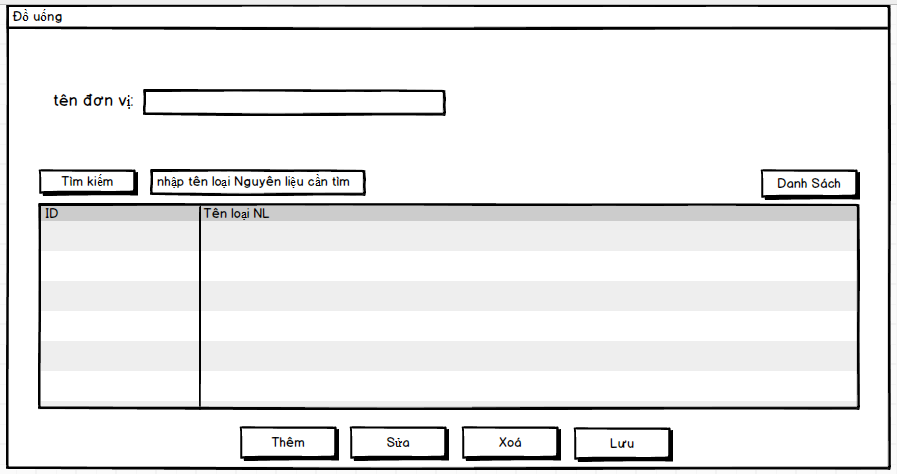 Đồ uống
tên đơn vị:
Tìm kiếm nhập tên loại Nguyên liệu cần tìm Danh Sách
ID Tên loại NL
Thêm Sửa Xoá Lưu